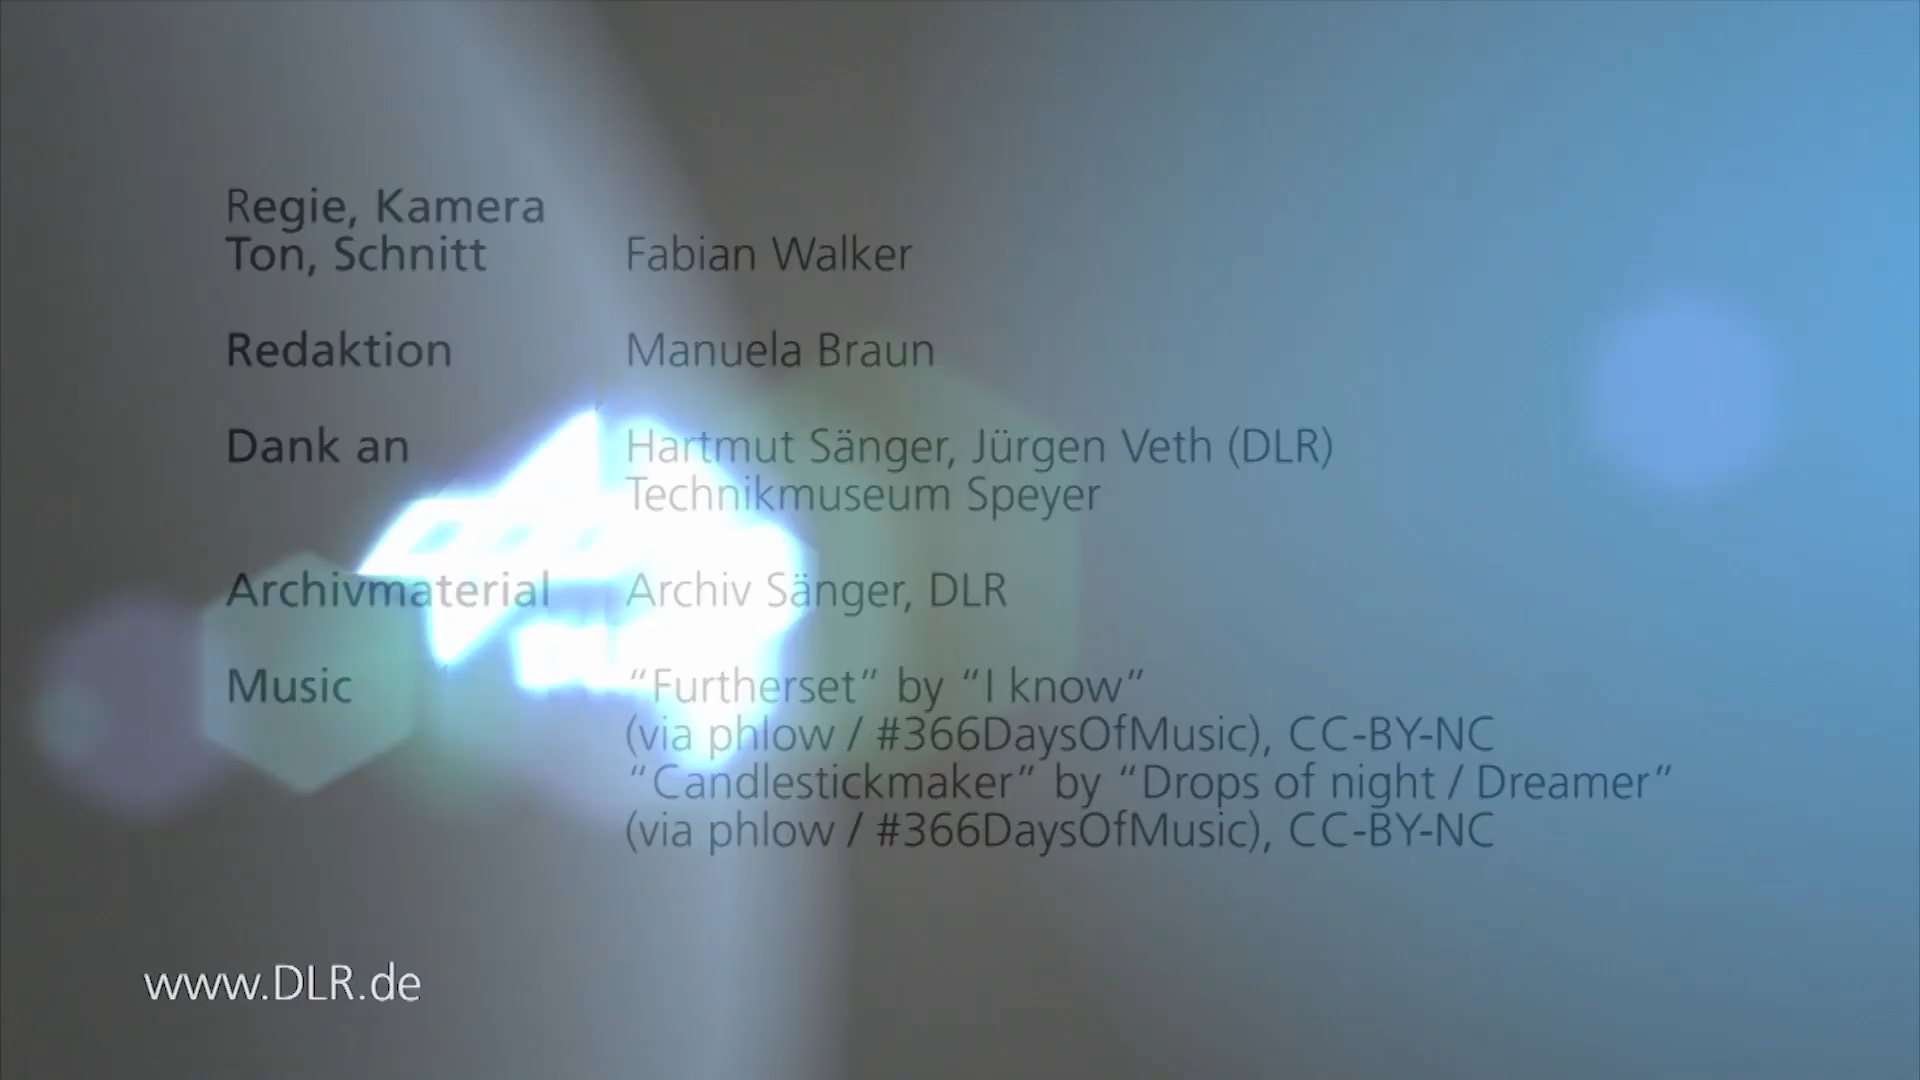 Regie, Kamera
Ton, Schnitt Fabian Walker
Redaktion Manuela Braun
Dank an Hartmut Sänger, Jürgen Veth (DLR)
Technikmuseum Speyer
Archivmaterial Archiv Sänger, DLR
Music “Furtherset” by “I know”
(via phlow / #366DaysOfMusic), CC-BY-NC
“Candlestickmaker” by “Drops of night / Dreamer”
(via phlow / #366DaysOfMusic), CC-BY-NC
www.DLR.de